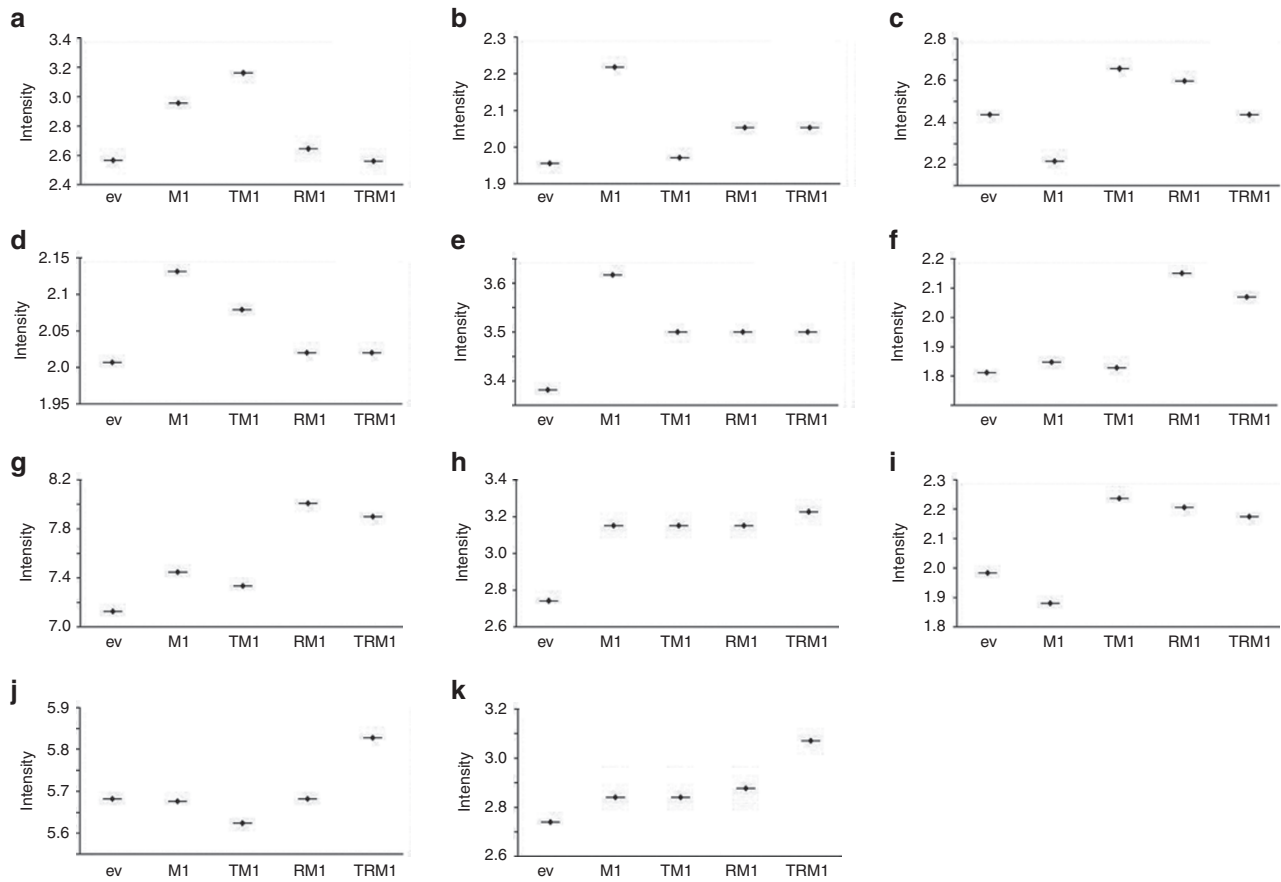 a
3.4
3.2
3.0
2.8
2.6
2.4
Intensity
ev M1 TM1 RM1 TRM1
b
2.3
2.2
2.1
2.0
1.9
Intensity
ev M1 TM1 RM1 TRM1
c
2.8
2.6
2.4
2.2
Intensity
ev M1 TM1 RM1 TRM1
d
2.15
2.1
2.05
2.0
1.95
Intensity
ev M1 TM1 RM1 TRM1
e
3.6
3.5
3.4
Intensity
ev M1 TM1 RM1 TRM1
f
2.2
2.1
2.0
1.9
1.8
Intensity
ev M1 TM1 RM1 TRM1
g
8.2
7.8
7.4
7.0
Intensity
ev M1 TM1 RM1 TRM1
h
3.4
3.2
3.0
2.8
2.6
Intensity
ev M1 TM1 RM1 TRM1
i
2.3
2.2
2.1
2.0
1.9
1.8
Intensity
ev M1 TM1 RM1 TRM1
j
5.9
5.8
5.7
5.6
Intensity
ev M1 TM1 RM1 TRM1
k
3.2
3.0
2.8
2.6
Intensity
ev M1 TM1 RM1 TRM1